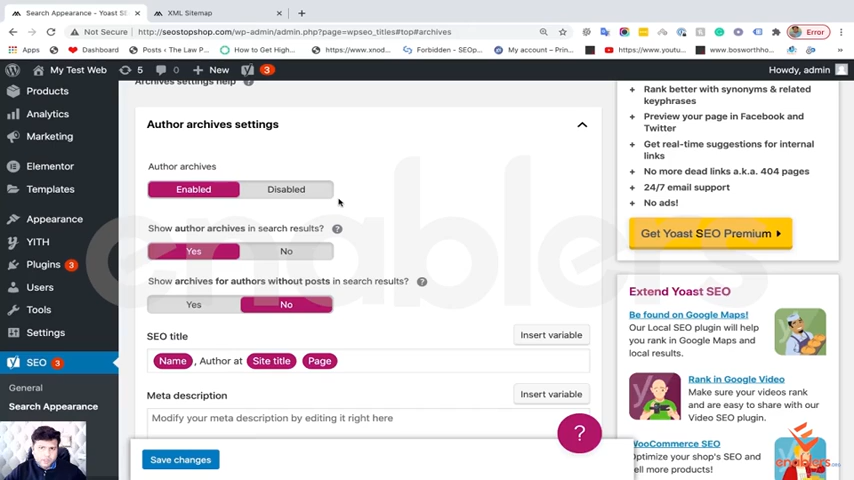 Search Appearance - Yoast SEO
XML Sitemap
Not Secure
http://seostopshop.com/wp-admin/admin.php?page=wpseo_titles#top#archives
Error
Apps
Dashboard
Posts ‹ The Law P...
How to Get High...
https://www.xnod...
Forbidden - SEOp...
My account – Prin...
https://www.youtu...
www.bosworthho...
My Test Web
5
0
New
3
Howdy, admin
Products
Analytics
Marketing
Elementor
Templates
Appearance
YITH
Plugins 3
Users
Tools
Settings
SEO 3
General
Search Appearance
Archives settings help
Author archives settings
Author archives
Enabled
Disabled
Show author archives in search results?
Yes
No
Show archives for authors without posts in search results?
Yes
No
SEO title
Insert variable
Name , Author at Site title Page
Meta description
Insert variable
Modify your meta description by editing it right here
Save changes
?
+ Rank better with synonyms & related
keyphrases
+ Preview your page in Facebook and
Twitter
+ Get real-time suggestions for internal
links
+ No more dead links a.k.a. 404 pages
+ 24/7 email support
+ No ads!
Get Yoast SEO Premium
Extend Yoast SEO
Be found on Google Maps!
Our Local SEO plugin will help
you rank in Google Maps and
local results.
Rank in Google Video
Make sure your videos rank
and are easy to share with our
Video SEO plugin.
WooCommerce SEO
Optimize your shop's SEO and
sell more products!
enablers
enablers.org